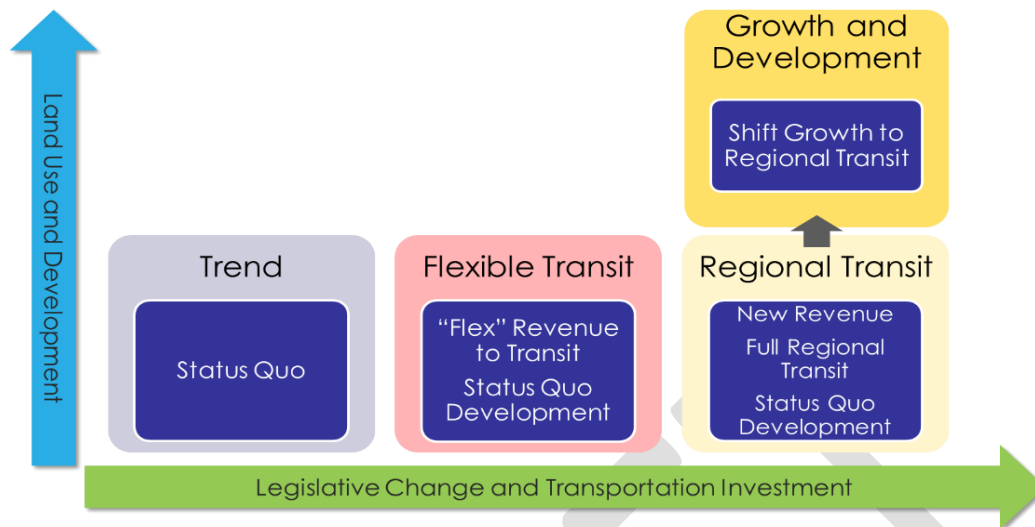 Growth and
Development
Shift Growth to
Regional Transit
Land Use and Development
Trend
Status Quo
Flexible Transit
“Flex” Revenue
to Transit
Status Quo
Development
Regional Transit
New Revenue
Full Regional
Transit
Status Quo
Development
Legislative Change and Transportation Investment